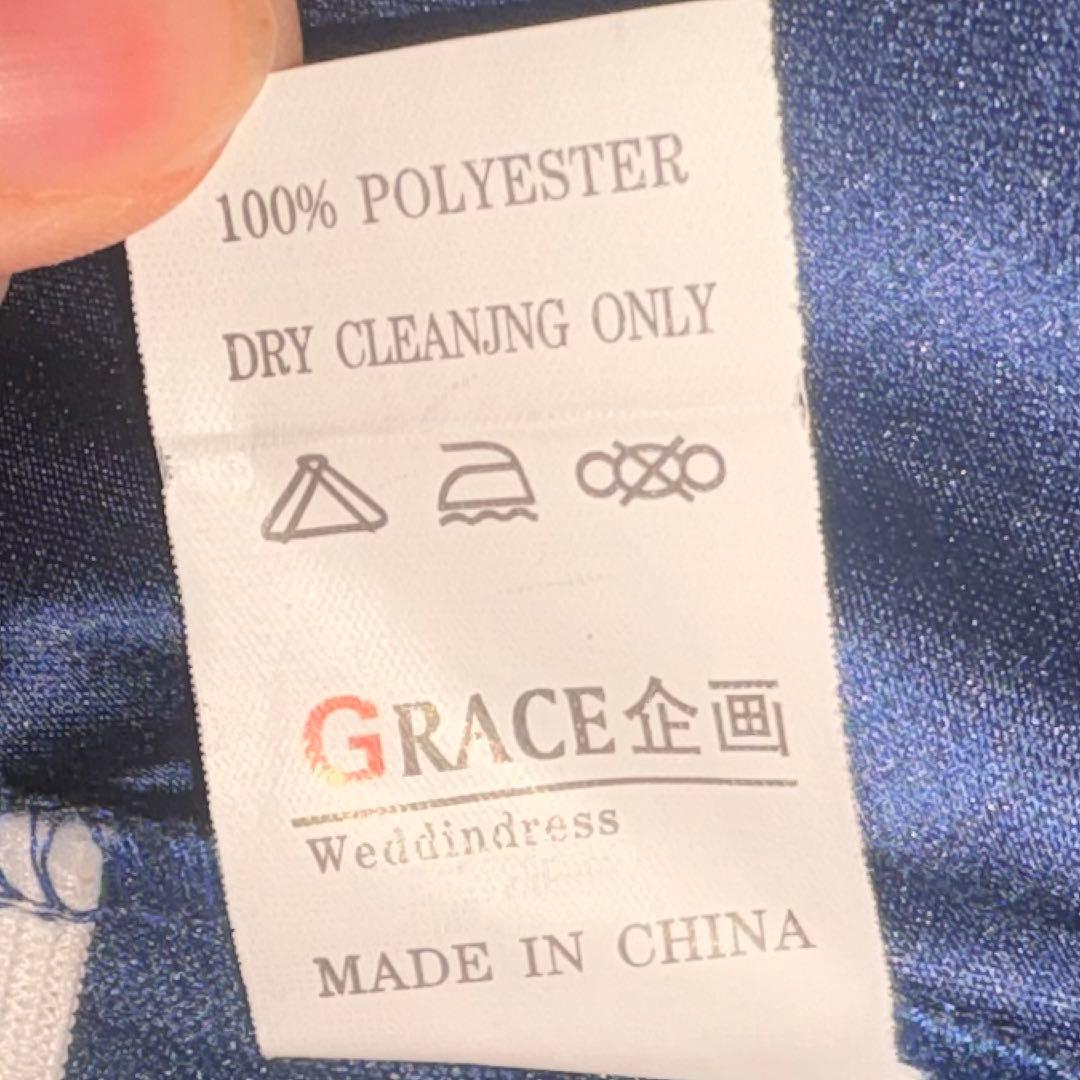 100% POLYESTER
DRY CLEANJNG ONLY
GRACE企画
Weddindress
MADE IN CHINA